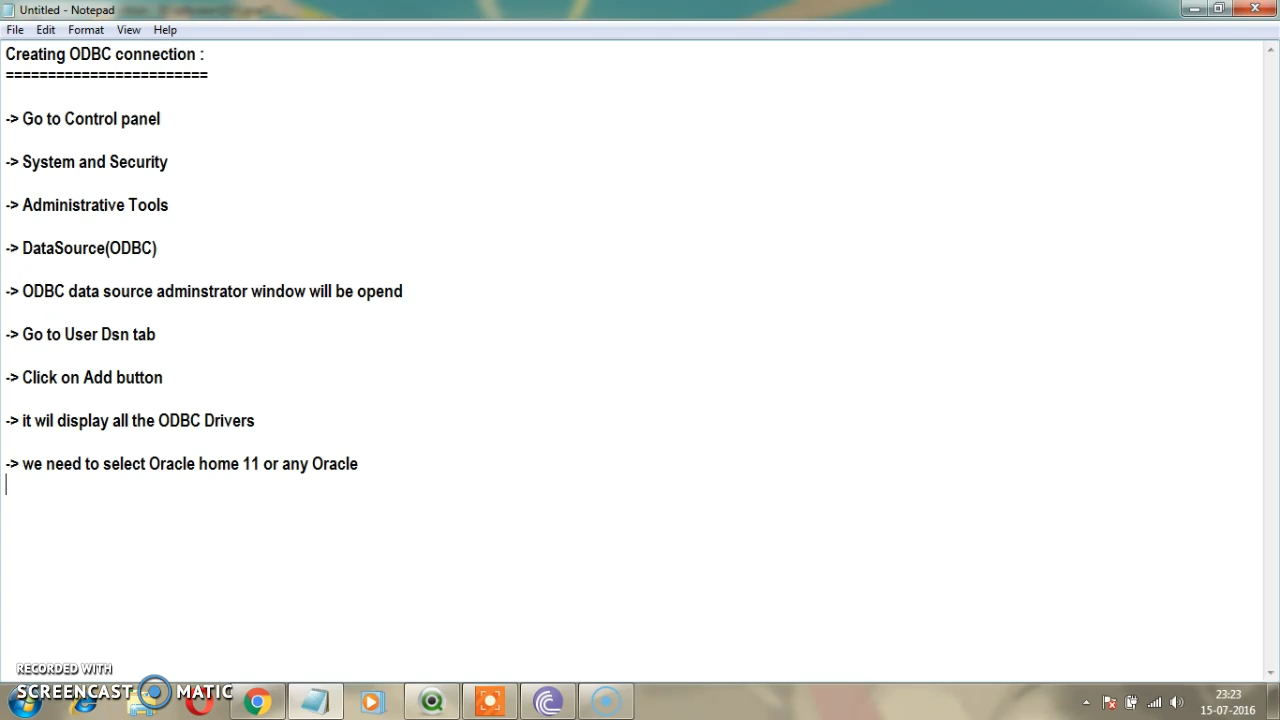 Untitled - Notepad
File Edit Format View Help
Creating ODBC connection :
========================
-> Go to Control panel
-> System and Security
-> Administrative Tools
-> DataSource(ODBC)
-> ODBC data source adminstrator window will be opend
-> Go to User Dsn tab
-> Click on Add button
-> it wil display all the ODBC Drivers
-> we need to select Oracle home 11 or any Oracle
RECORDED WITH
SCREENCAST MATIC
23:23
15-07-2016